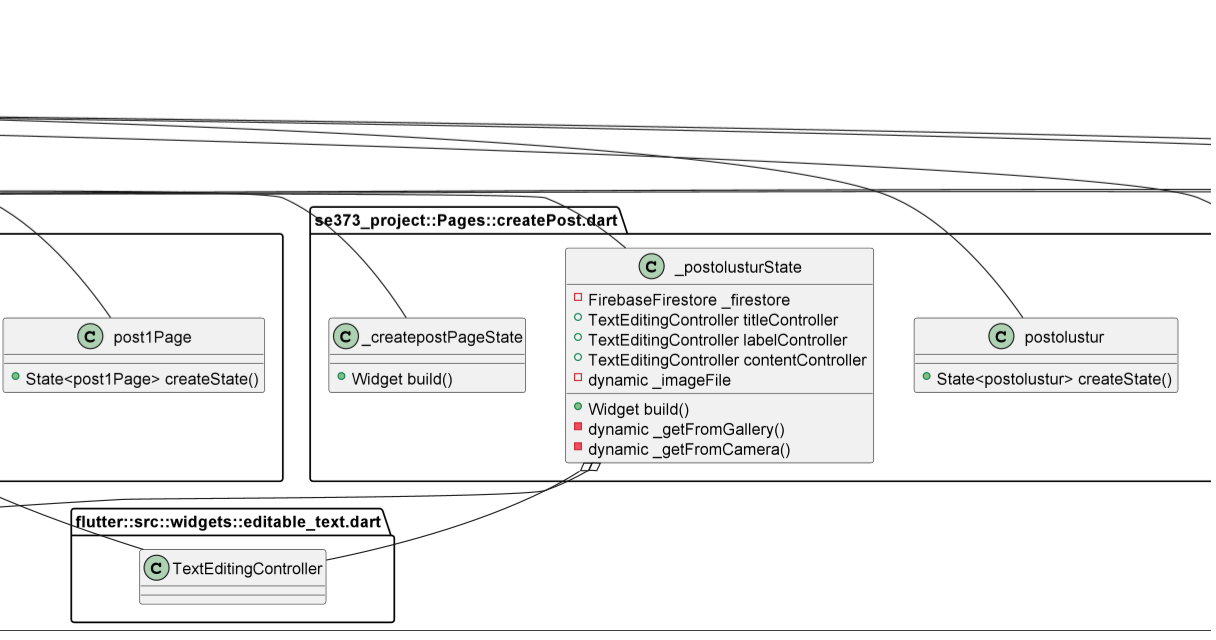 se373_project::Pages::createPost.dart
C _postolusturState
FirebaseFirestore _firestore
TextEditingController titleController
TextEditingController labelController
TextEditingController contentController
dynamic _imageFile
Widget build()
dynamic _getFromGallery()
dynamic _getFromCamera()
C post1Page
State<post1Page> createState()
C _createpostPageState
Widget build()
C postolustur
State<postolustur> createState()
flutter::src::widgets::editable_text.dart
C TextEditingController